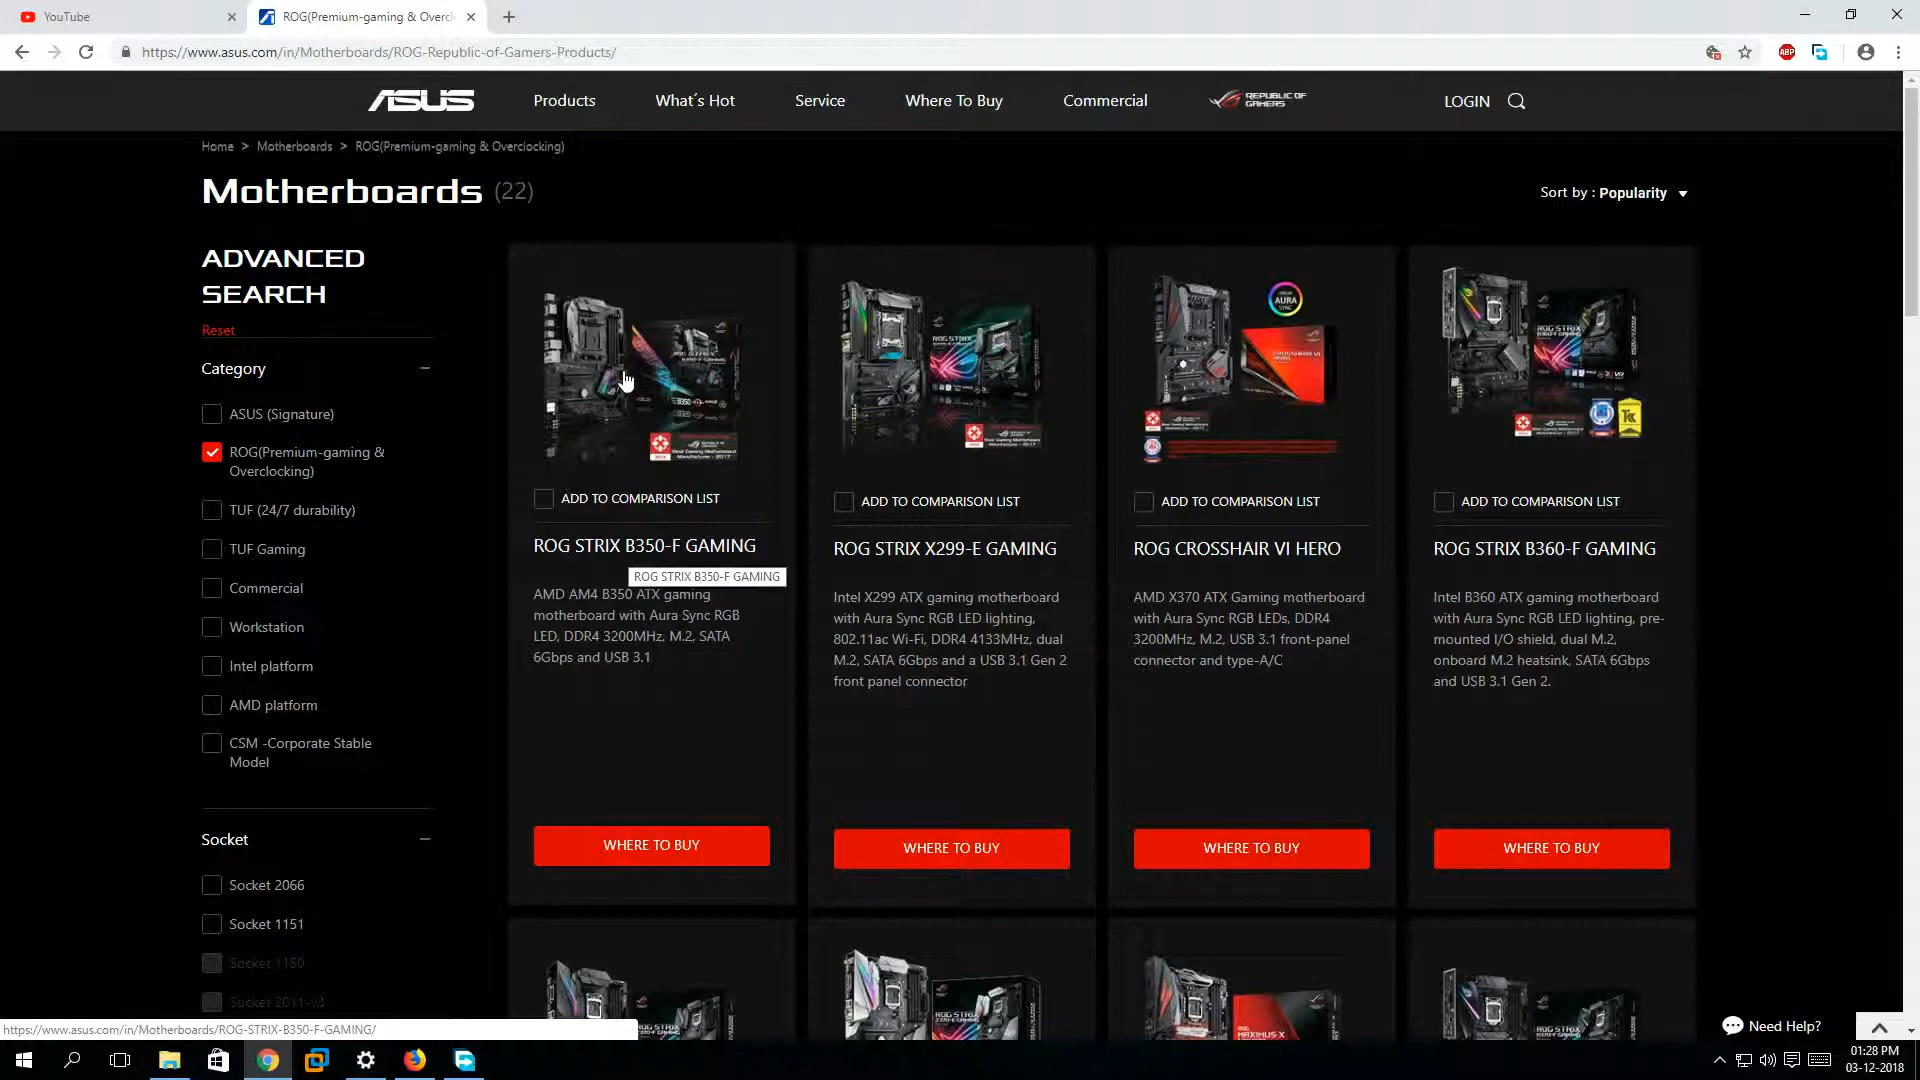 YouTube
ROG(Premium-gaming & Overcl
https://www.asus.com/in/Motherboards/ROG-Republic-of-Gamers-Products/
ABP
ASUS
Products
What´s Hot
Service
Where To Buy
Commercial
REPUBLIC OF
GAMERS
LOGIN
Home > Motherboards > ROG(Premium-gaming & Overclocking)
Motherboards (22)
Sort by : Popularity
ADVANCED
SEARCH
Reset
Category
ASUS (Signature)
ROG(Premium-gaming &
Overclocking)
TUF (24/7 durability)
TUF Gaming
Commercial
Workstation
Intel platform
AMD platform
CSM -Corporate Stable
Model
Socket
Socket 2066
Socket 1151
Socket 1150
Socket 2011-v3
ADD TO COMPARISON LIST
ROG STRIX B350-F GAMING
ROG STRIX B350-F GAMING
AMD AM4 B350 ATX gaming
motherboard with Aura Sync RGB
LED, DDR4 3200MHz, M.2, SATA
6Gbps and USB 3.1
WHERE TO BUY
ADD TO COMPARISON LIST
ROG STRIX X299-E GAMING
Intel X299 ATX gaming motherboard
with Aura Sync RGB LED lighting,
802.11ac Wi-Fi, DDR4 4133MHz, dual
M.2, SATA 6Gbps and a USB 3.1 Gen 2
front panel connector
WHERE TO BUY
AURA
SYNC
ADD TO COMPARISON LIST
ROG CROSSHAIR VI HERO
AMD X370 ATX Gaming motherboard
with Aura Sync RGB LEDs, DDR4
3200MHz, M.2, USB 3.1 front-panel
connector and type-A/C
WHERE TO BUY
ADD TO COMPARISON LIST
ROG STRIX B360-F GAMING
Intel B360 ATX gaming motherboard
with Aura Sync RGB LED lighting, pre-
mounted I/O shield, dual M.2,
onboard M.2 heatsink, SATA 6Gbps
and USB 3.1 Gen 2.
WHERE TO BUY
Need Help?
https://www.asus.com/in/Motherboards/ROG-STRIX-B350-F-GAMING/
01:28 PM
03-12-2018